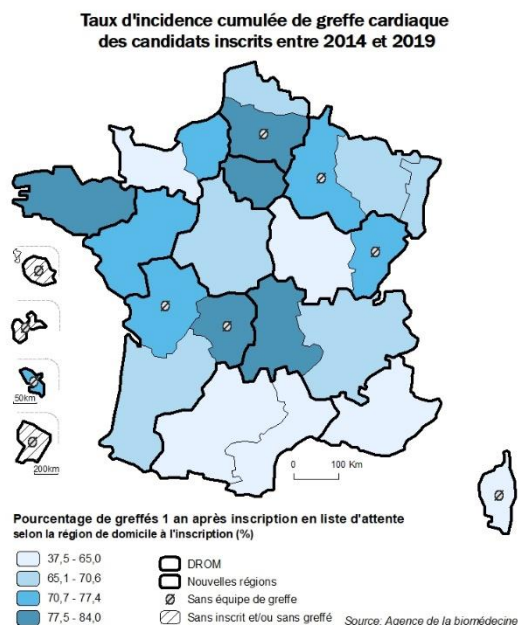 Taux d'incidence cumulée de greffe cardiaque
des candidats inscrits entre 2014 et 2019
50km
200km
0 100 Km
Pourcentage de greffés 1 an après inscription en liste d'attente
selon la région de domicile à l'inscription (%)
37,5 - 65,0
65,1 - 70,6
70,7 - 77,4
77,5 - 84,0
DROM
Nouvelles régions
Sans équipe de greffe
Sans inscrit et/ou sans greffé
Source: Agence de la biomédecine